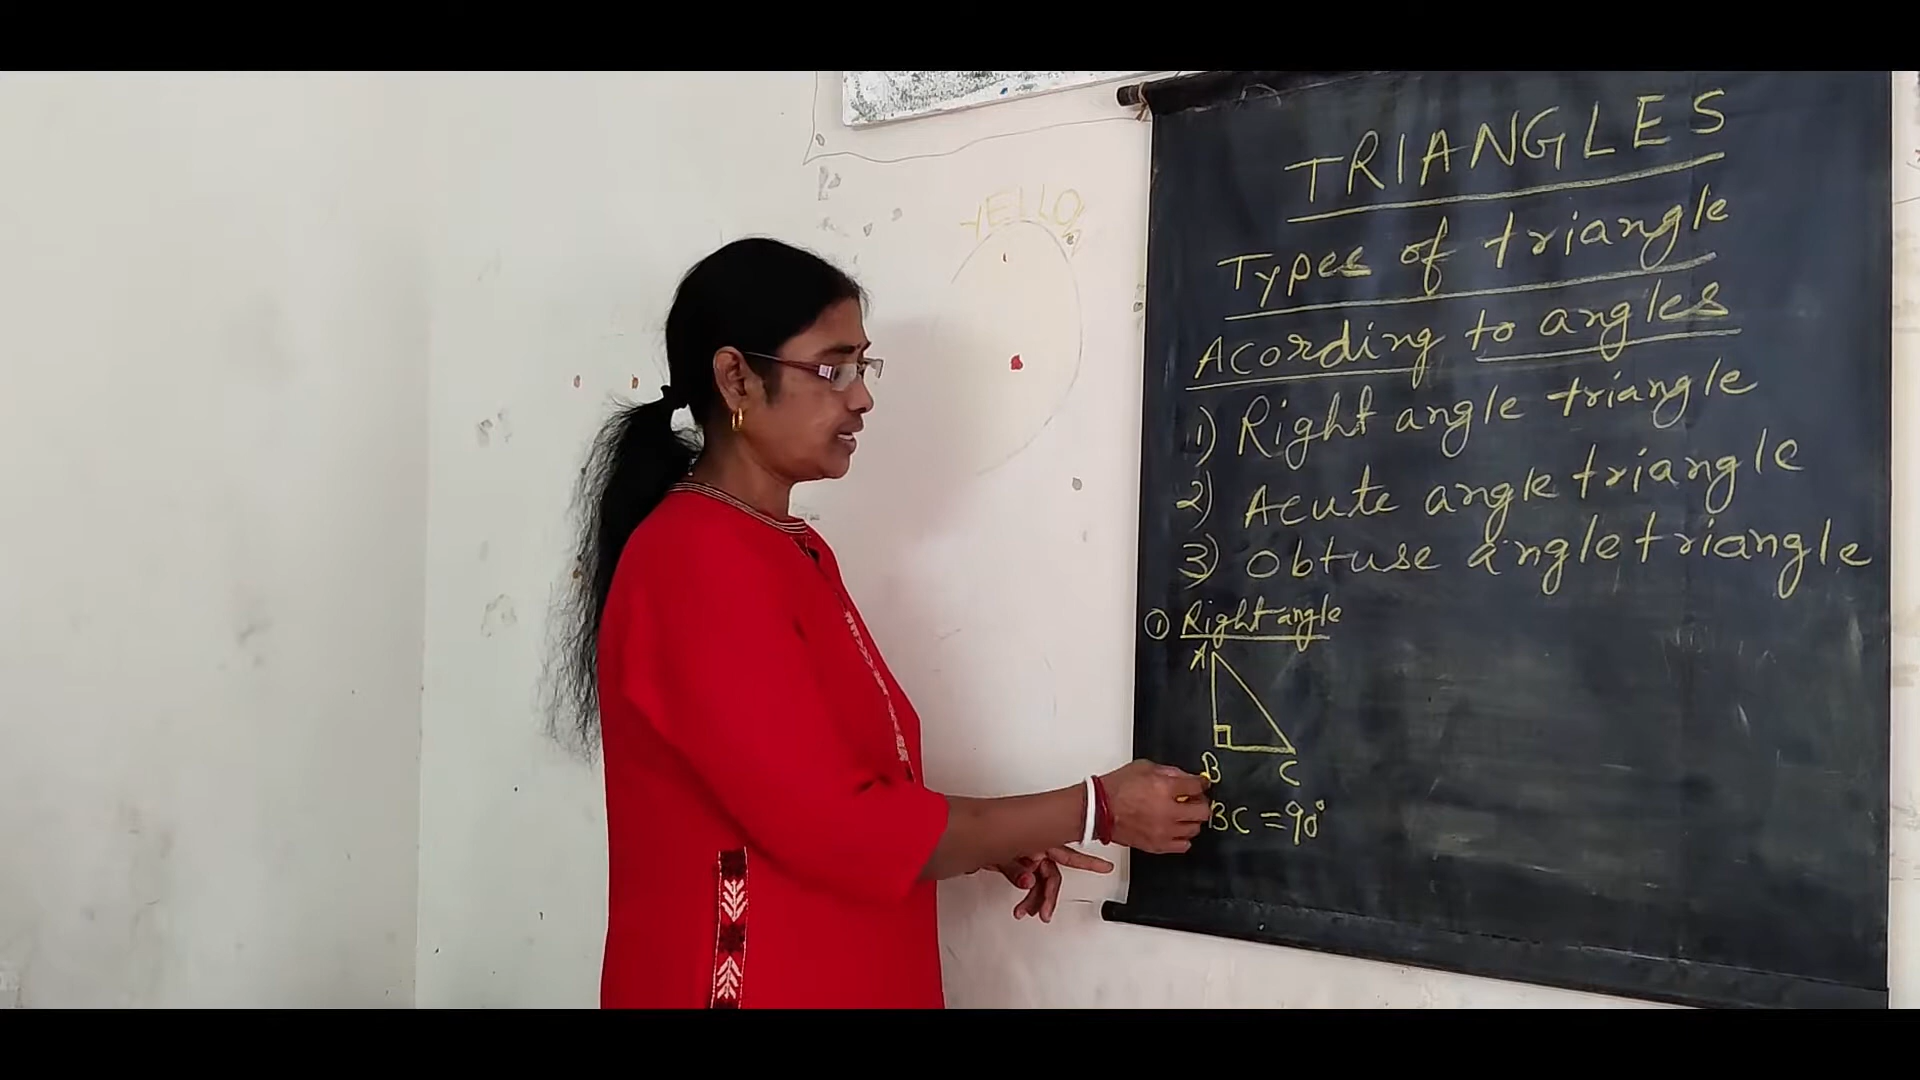 YELLO
TRIANGLES
Types of triangle
Acording to angles
1) Right angle triangle
2) Acute angle triangle
3) Obtuse angle triangle
① Right angle
A
B C
BC = 90°